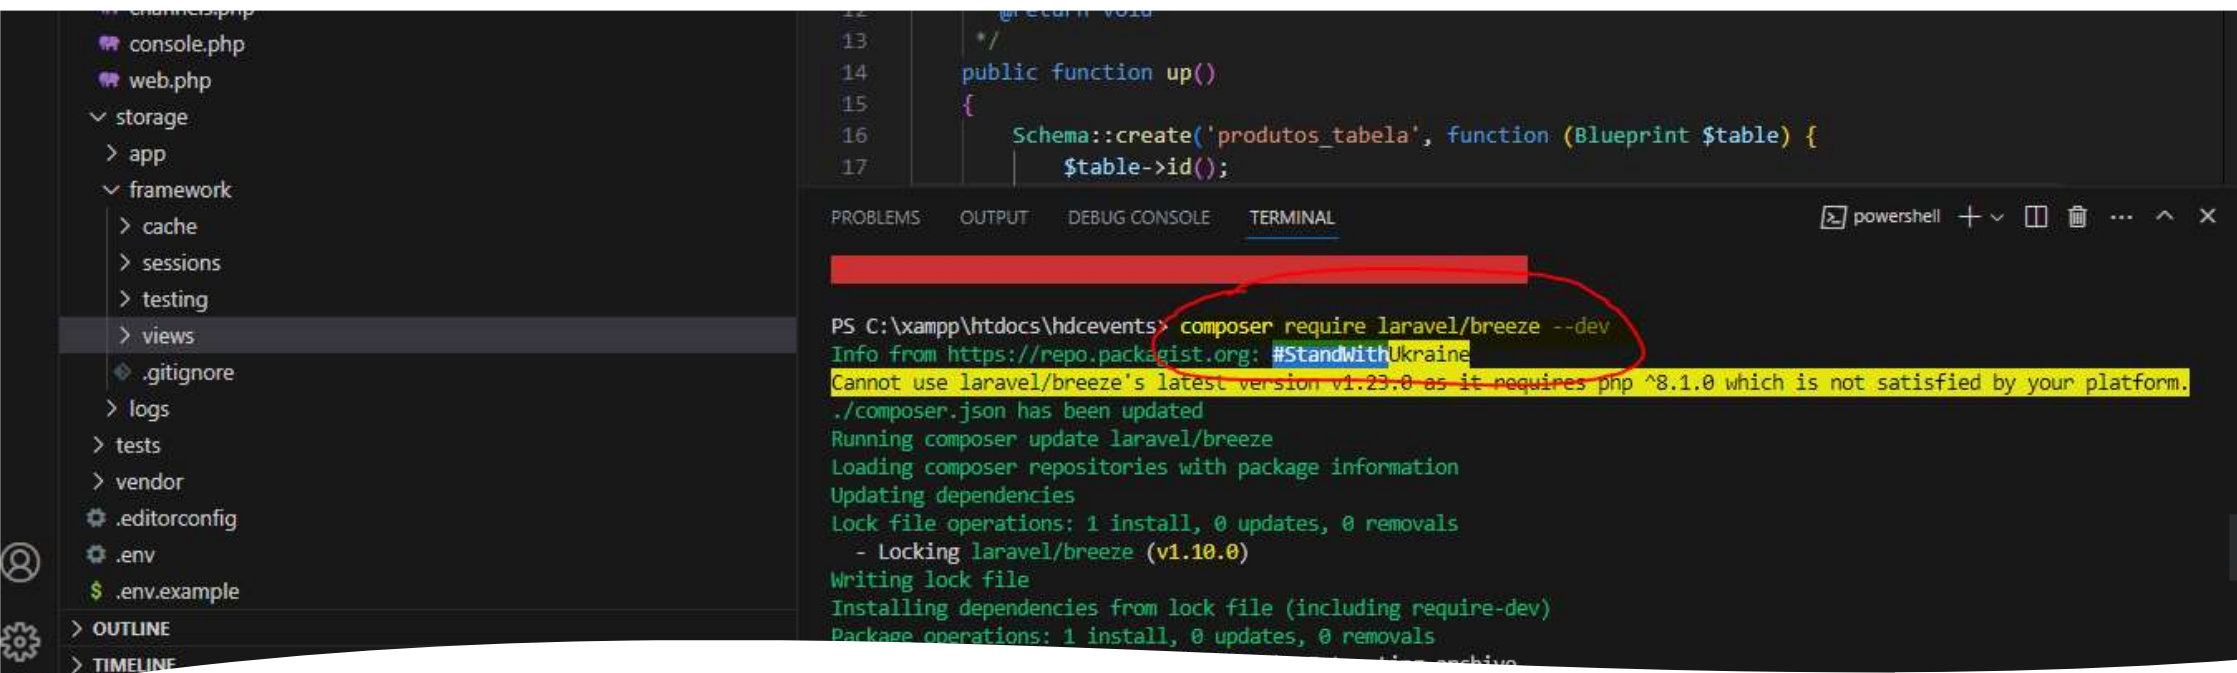 channels.php
console.php
web.php
storage
app
framework
cache
sessions
testing
views
.gitignore
logs
tests
vendor
.editorconfig
.env
$ .env.example
OUTLINE
TIMELINE
12 @return void
13 */
14 public function up()
15 {
16 Schema::create('produtos_tabela', function (Blueprint $table) {
17 $table->id();
PROBLEMS OUTPUT DEBUG CONSOLE TERMINAL powershell
PS C:\xampp\htdocs\hdcevents> composer require laravel/breeze --dev
Info from https://repo.packagist.org: #StandWithUkraine
Cannot use laravel/breeze's latest version v1.23.0 as it requires php ^8.1.0 which is not satisfied by your platform.
./composer.json has been updated
Running composer update laravel/breeze
Loading composer repositories with package information
Updating dependencies
Lock file operations: 1 install, 0 updates, 0 removals
- Locking laravel/breeze (v1.10.0)
Writing lock file
Installing dependencies from lock file (including require-dev)
Package operations: 1 install, 0 updates, 0 removals
archive